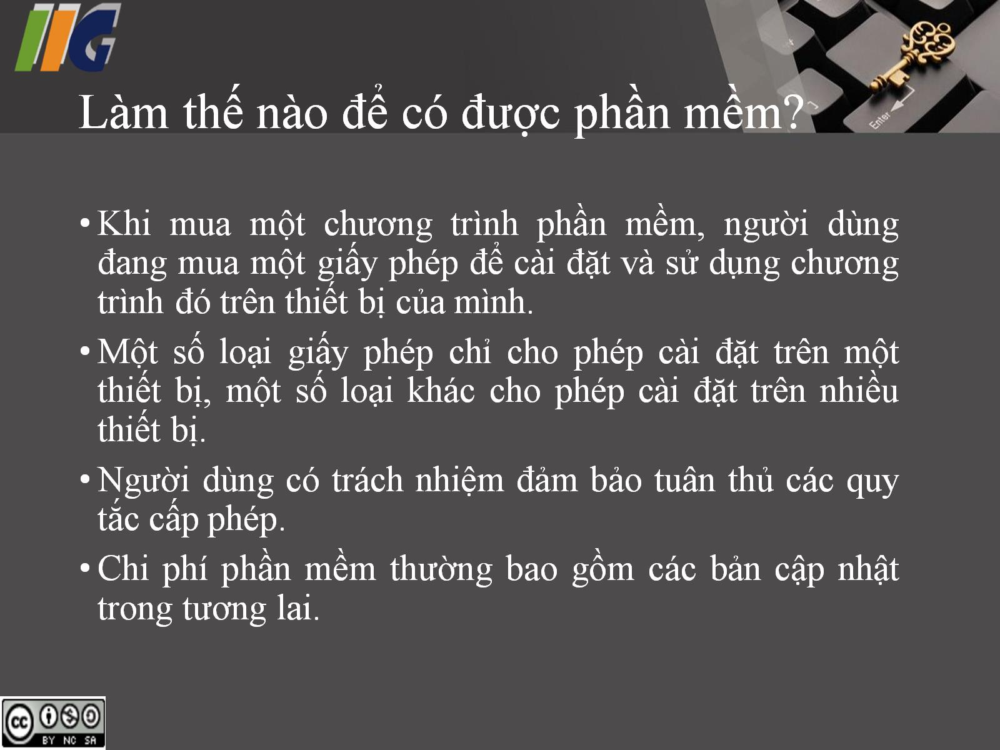 IIG
Làm thế nào để có được phần mềm?
Enter
• Khi mua một chương trình phần mềm, người dùng
đang mua một giấy phép để cài đặt và sử dụng chương
trình đó trên thiết bị của mình.
• Một số loại giấy phép chỉ cho phép cài đặt trên một
thiết bị, một số loại khác cho phép cài đặt trên nhiều
thiết bị.
• Người dùng có trách nhiệm đảm bảo tuân thủ các quy
tắc cấp phép.
• Chi phí phần mềm thường bao gồm các bản cập nhật
trong tương lai.
cc
BY NC SA